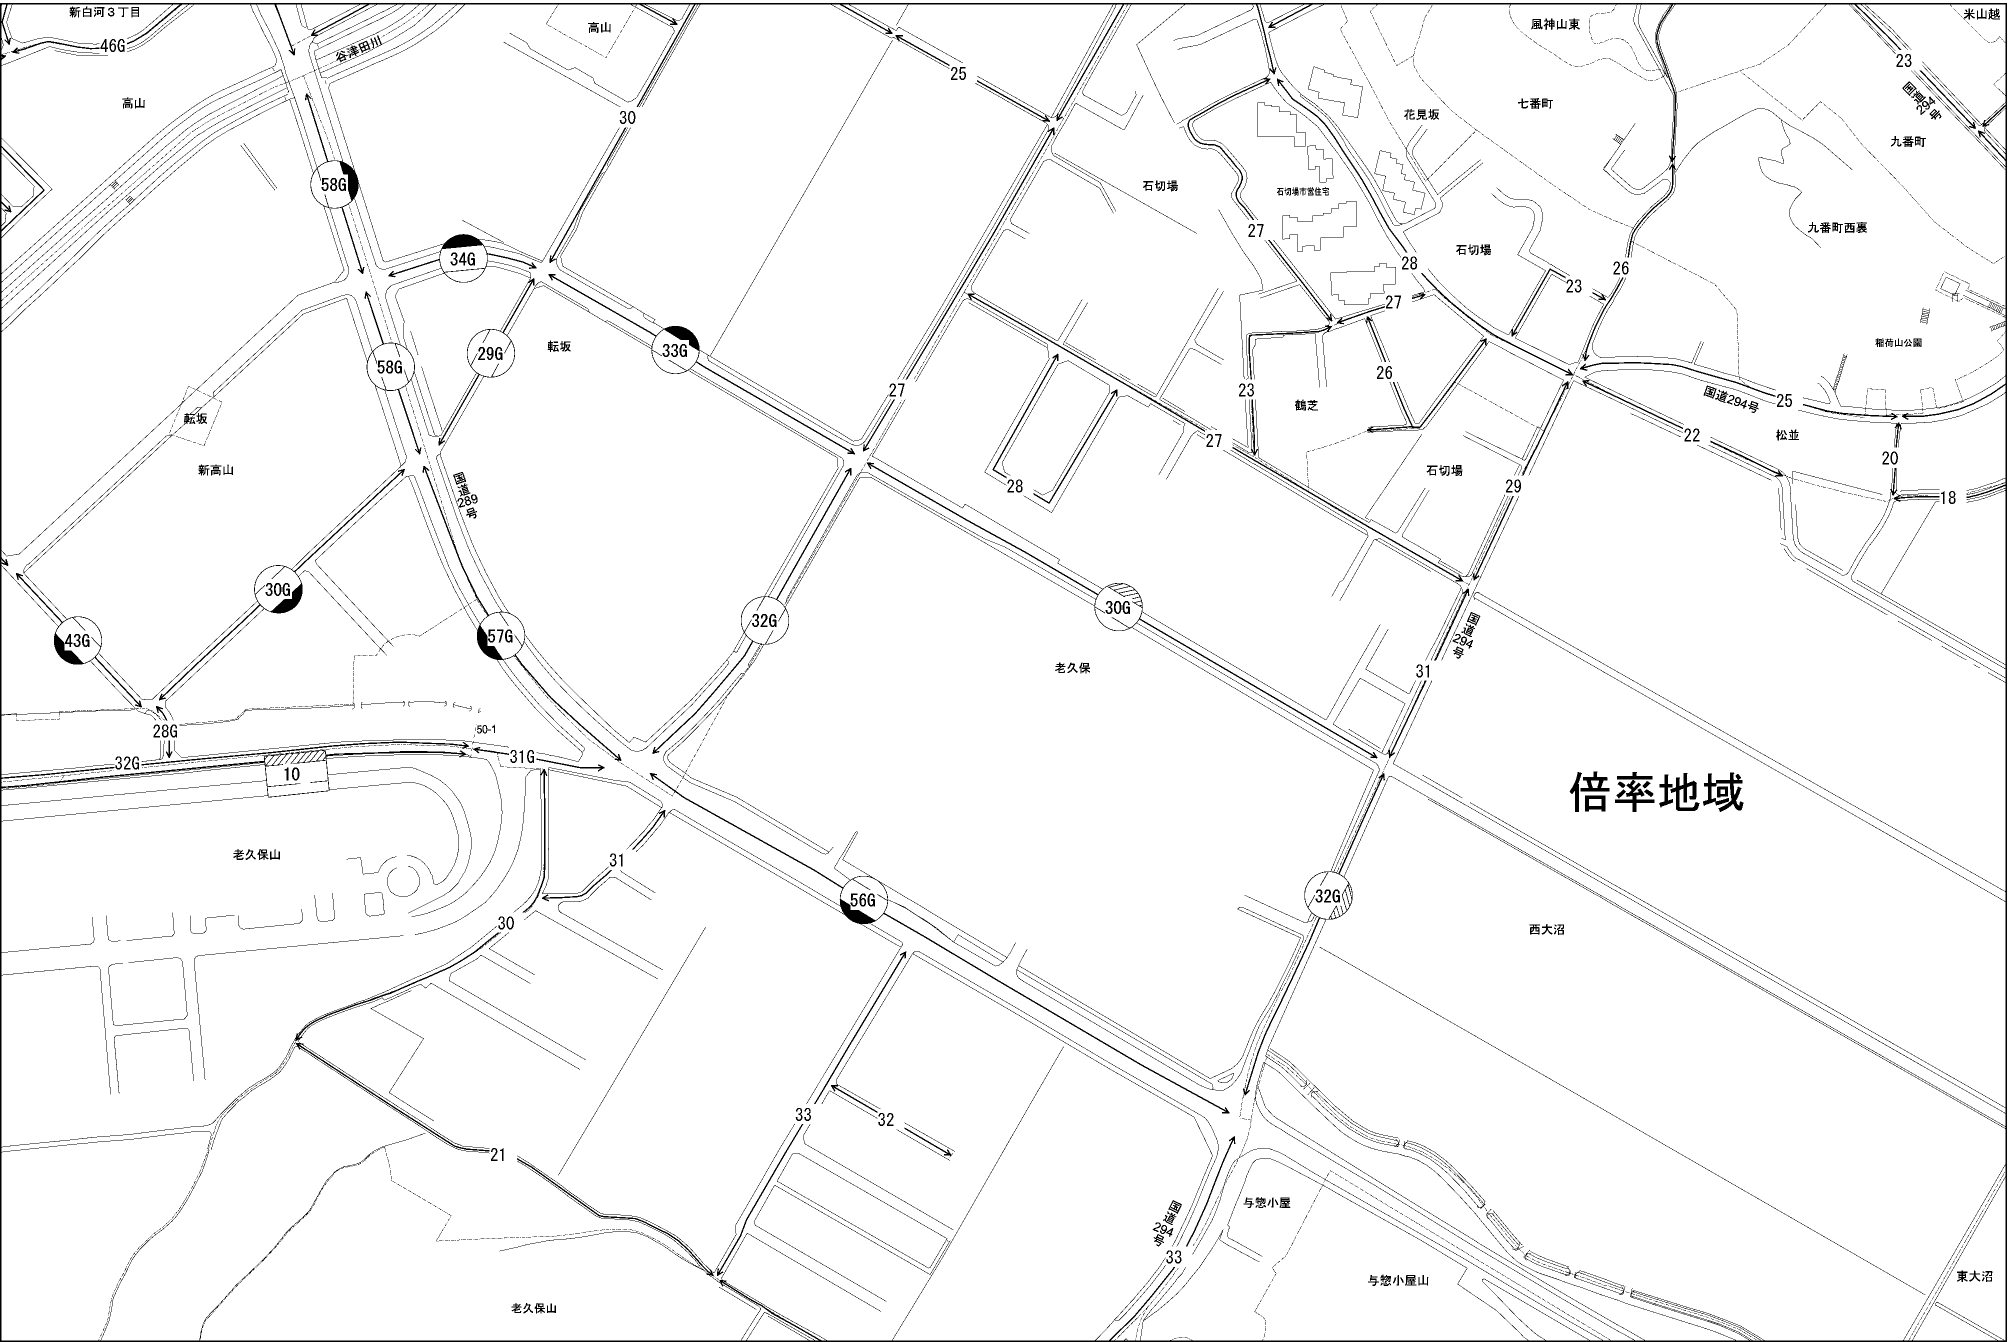 新白河３丁目
46G
谷津田川
高山
高山
30
25
58G
34G
29G
33G
転坂
58G
転坂
新高山
国道289号
27
石切場
27
石切場市営住宅
花見坂
風神山東
七番町
米山越
23
国道294号
九番町
九番町西裏
28
石切場
26
23
27
稲荷山公園
23
26
鶴芝
27
28
国道294号
25
22
松並
20
18
石切場
29
30G
43G
57G
32G
30G
老久保
国道294号
31
28G
50-1
32G
31G
10
倍率地域
老久保山
31
56G
32G
30
西大沼
33
32
21
国道294号
33
与惣小屋
与惣小屋山
東大沼
老久保山